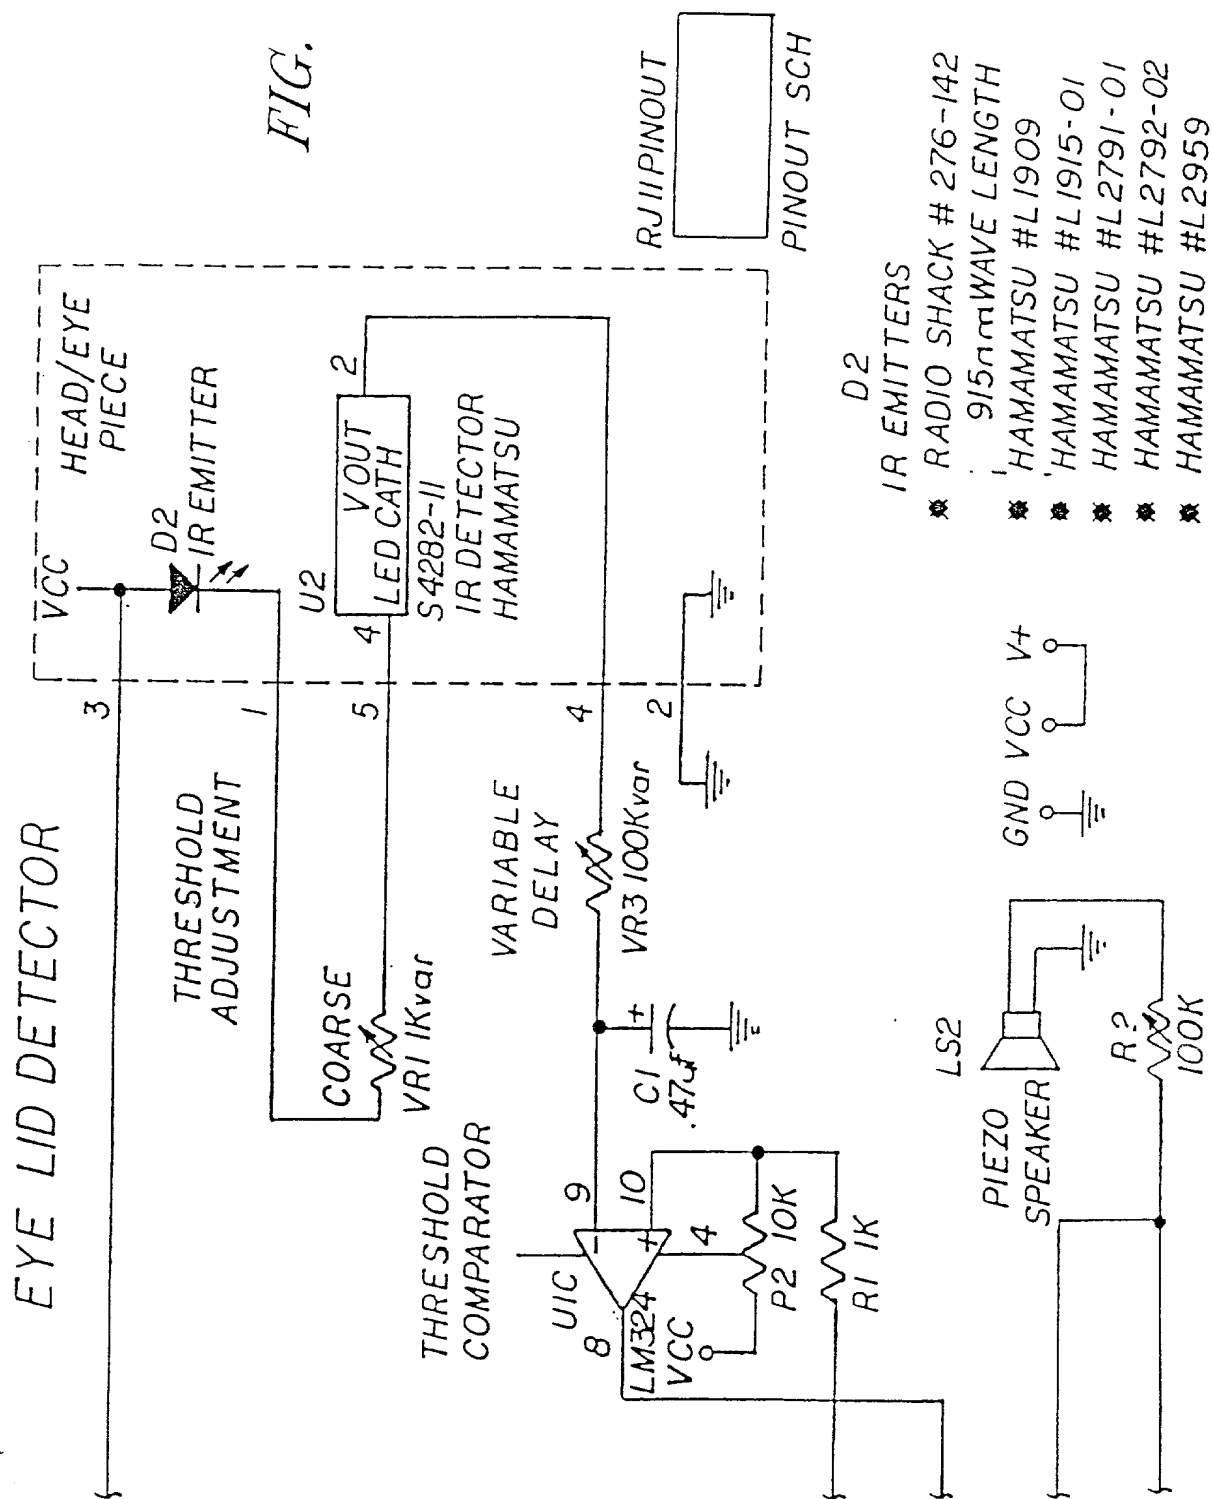 EYE LID DETECTOR
FIG.
THRESHOLD
ADJUSTMENT
3
VCC
HEAD/EYE
PIECE
D2
IR EMITTER
1
COARSE
VR1 1Kvar
5
U2
4
V OUT
LED CATH
2
S4282-11
IR DETECTOR
HAMAMATSU
THRESHOLD
COMPARATOR
VARIABLE
DELAY
VR3 100Kvar
4
2
U1C
9
10
8
4
LM324
VCC
C1
+
.47uf
P2 10K
R1 1K
RJ11PINOUT
PINOUT SCH
LS2
PIEZO
SPEAKER
R?
100K
GND VCC V+
D2
IR EMITTERS
※ RADIO SHACK # 276-142
915nmWAVE LENGTH
※ HAMAMATSU #L1909
※ HAMAMATSU #L1915-01
※ HAMAMATSU #L2791-01
※ HAMAMATSU #L2792-02
※ HAMAMATSU #L2959